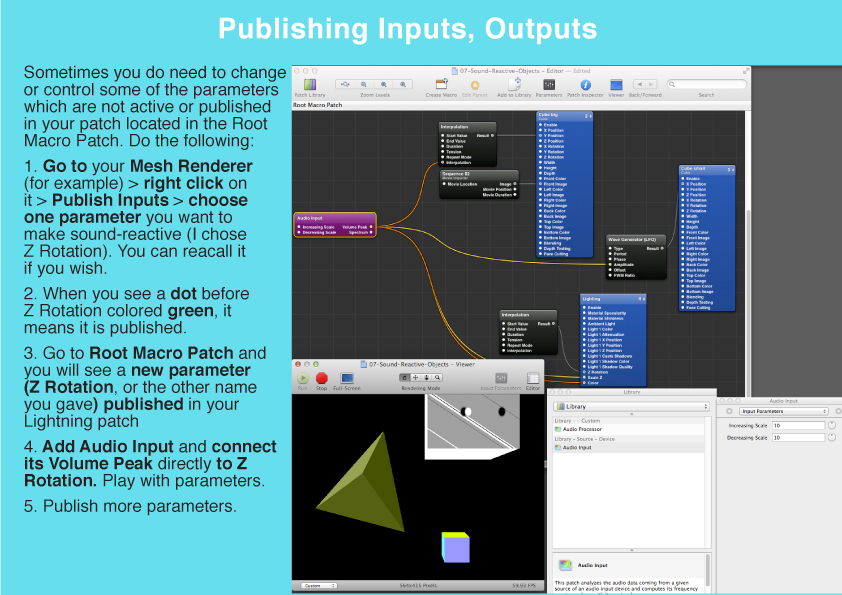 Publishing Inputs, Outputs
Sometimes you do need to change
or control some of the parameters
which are not active or published
in your patch located in the Root
Macro Patch. Do the following:
1. Go to your Mesh Renderer
(for example) > right click on
it > Publish Inputs > choose
one parameter you want to
make sound-reactive (I chose
Z Rotation). You can reacall it
if you wish.
2. When you see a dot before
Z Rotation colored green, it
means it is published.
3. Go to Root Macro Patch and
you will see a new parameter
(Z Rotation, or the other name
you gave) published in your
Lightning patch
4. Add Audio Input and connect
its Volume Peak directly to Z
Rotation. Play with parameters.
5. Publish more parameters.
07-Sound-Reactive-Objects - Editor — Edited
Patch Library
Zoom Levels
Create Macro
Edit Parent
Add to Library
Parameters
Patch Inspector
Viewer
Back/Forward
Search
Root Macro Patch
Interpolation
Start Value
Result
End Value
Duration
Tension
Repeat Mode
Interpolation
Sequence 02
Movie Importer
Movie Location
Image
Movie Position
Movie Duration
Audio Input
Increasing Scale
Volume Peak
Decreasing Scale
Spectrum
Cube big
Cube
Enable
X Position
Y Position
Z Position
X Rotation
Y Rotation
Z Rotation
Width
Height
Depth
Front Color
Front Image
Left Color
Left Image
Right Color
Right Image
Back Color
Back Image
Top Color
Top Image
Bottom Color
Bottom Image
Blending
Depth Testing
Face Culling
Cube small
Cube
Enable
X Position
Y Position
Z Position
X Rotation
Y Rotation
Z Rotation
Width
Height
Depth
Front Color
Front Image
Left Color
Left Image
Right Color
Right Image
Back Color
Back Image
Top Color
Top Image
Bottom Color
Bottom Image
Blending
Depth Testing
Face Culling
Wave Generator (LFO)
Type
Result
Period
Phase
Amplitude
Offset
PWM Ratio
Interpolation
Start Value
Result
End Value
Duration
Tension
Repeat Mode
Interpolation
Lighting
Enable
Material Specularity
Material Shininess
Ambient Light
Light 1 Color
Light 1 Attenuation
Light 1 X Position
Light 1 Y Position
Light 1 Z Position
Light 1 Casts Shadows
Light 1 Shadow Color
Light 1 Shadow Quality
Z Rotation
Scale Z
Color
07-Sound-Reactive-Objects - Viewer
Run
Stop
Full Screen
Rendering Mode
Reset Parameters
Editor
Custom
564x411 Pixels
59.93 FPS
Library
Library
Library - : Custom
Audio Processor
Library - Source - Device
Audio Input
Audio Input
This patch analyzes the audio data coming from a given
source of an audio input device and computes its frequency
Audio Input
Input Parameters
Increasing Scale
10
Decreasing Scale
10